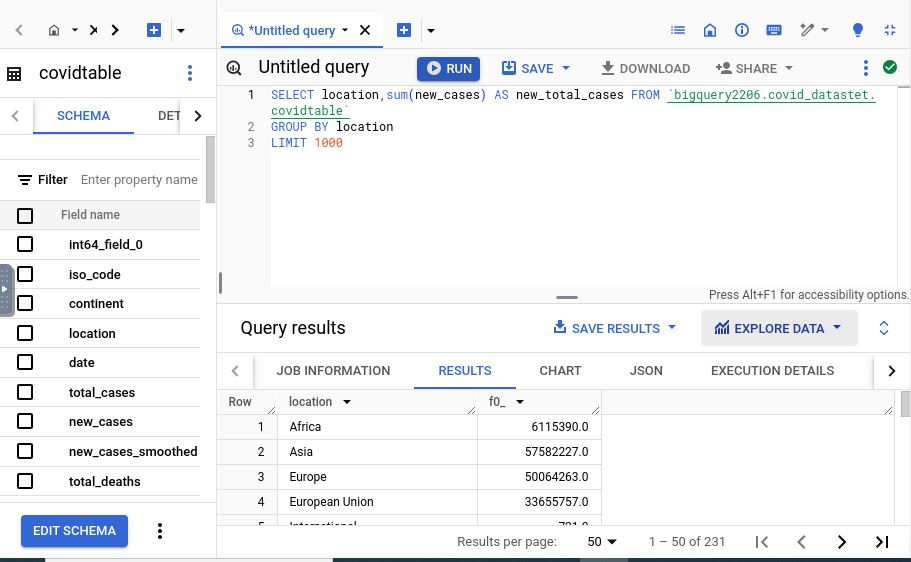 *Untitled query
covidtable
Untitled query
RUN
SAVE
DOWNLOAD
SHARE
SCHEMA
DET
Filter
Enter property name
Field name
int64_field_0
iso_code
continent
location
date
total_cases
new_cases
new_cases_smoothed
total_deaths
EDIT SCHEMA
1 SELECT location,sum(new_cases) AS new_total_cases FROM `bigquery2206.covid_datastet.
covidtable`
2 GROUP BY location
3 LIMIT 1000
Press Alt+F1 for accessibility options.
Query results
SAVE RESULTS
EXPLORE DATA
JOB INFORMATION
RESULTS
CHART
JSON
EXECUTION DETAILS
Row location f0_
1 Africa 6115390.0
2 Asia 57582227.0
3 Europe 50064263.0
4 European Union 33655757.0
5 International 721.0
Results per page: 50 1 – 50 of 231